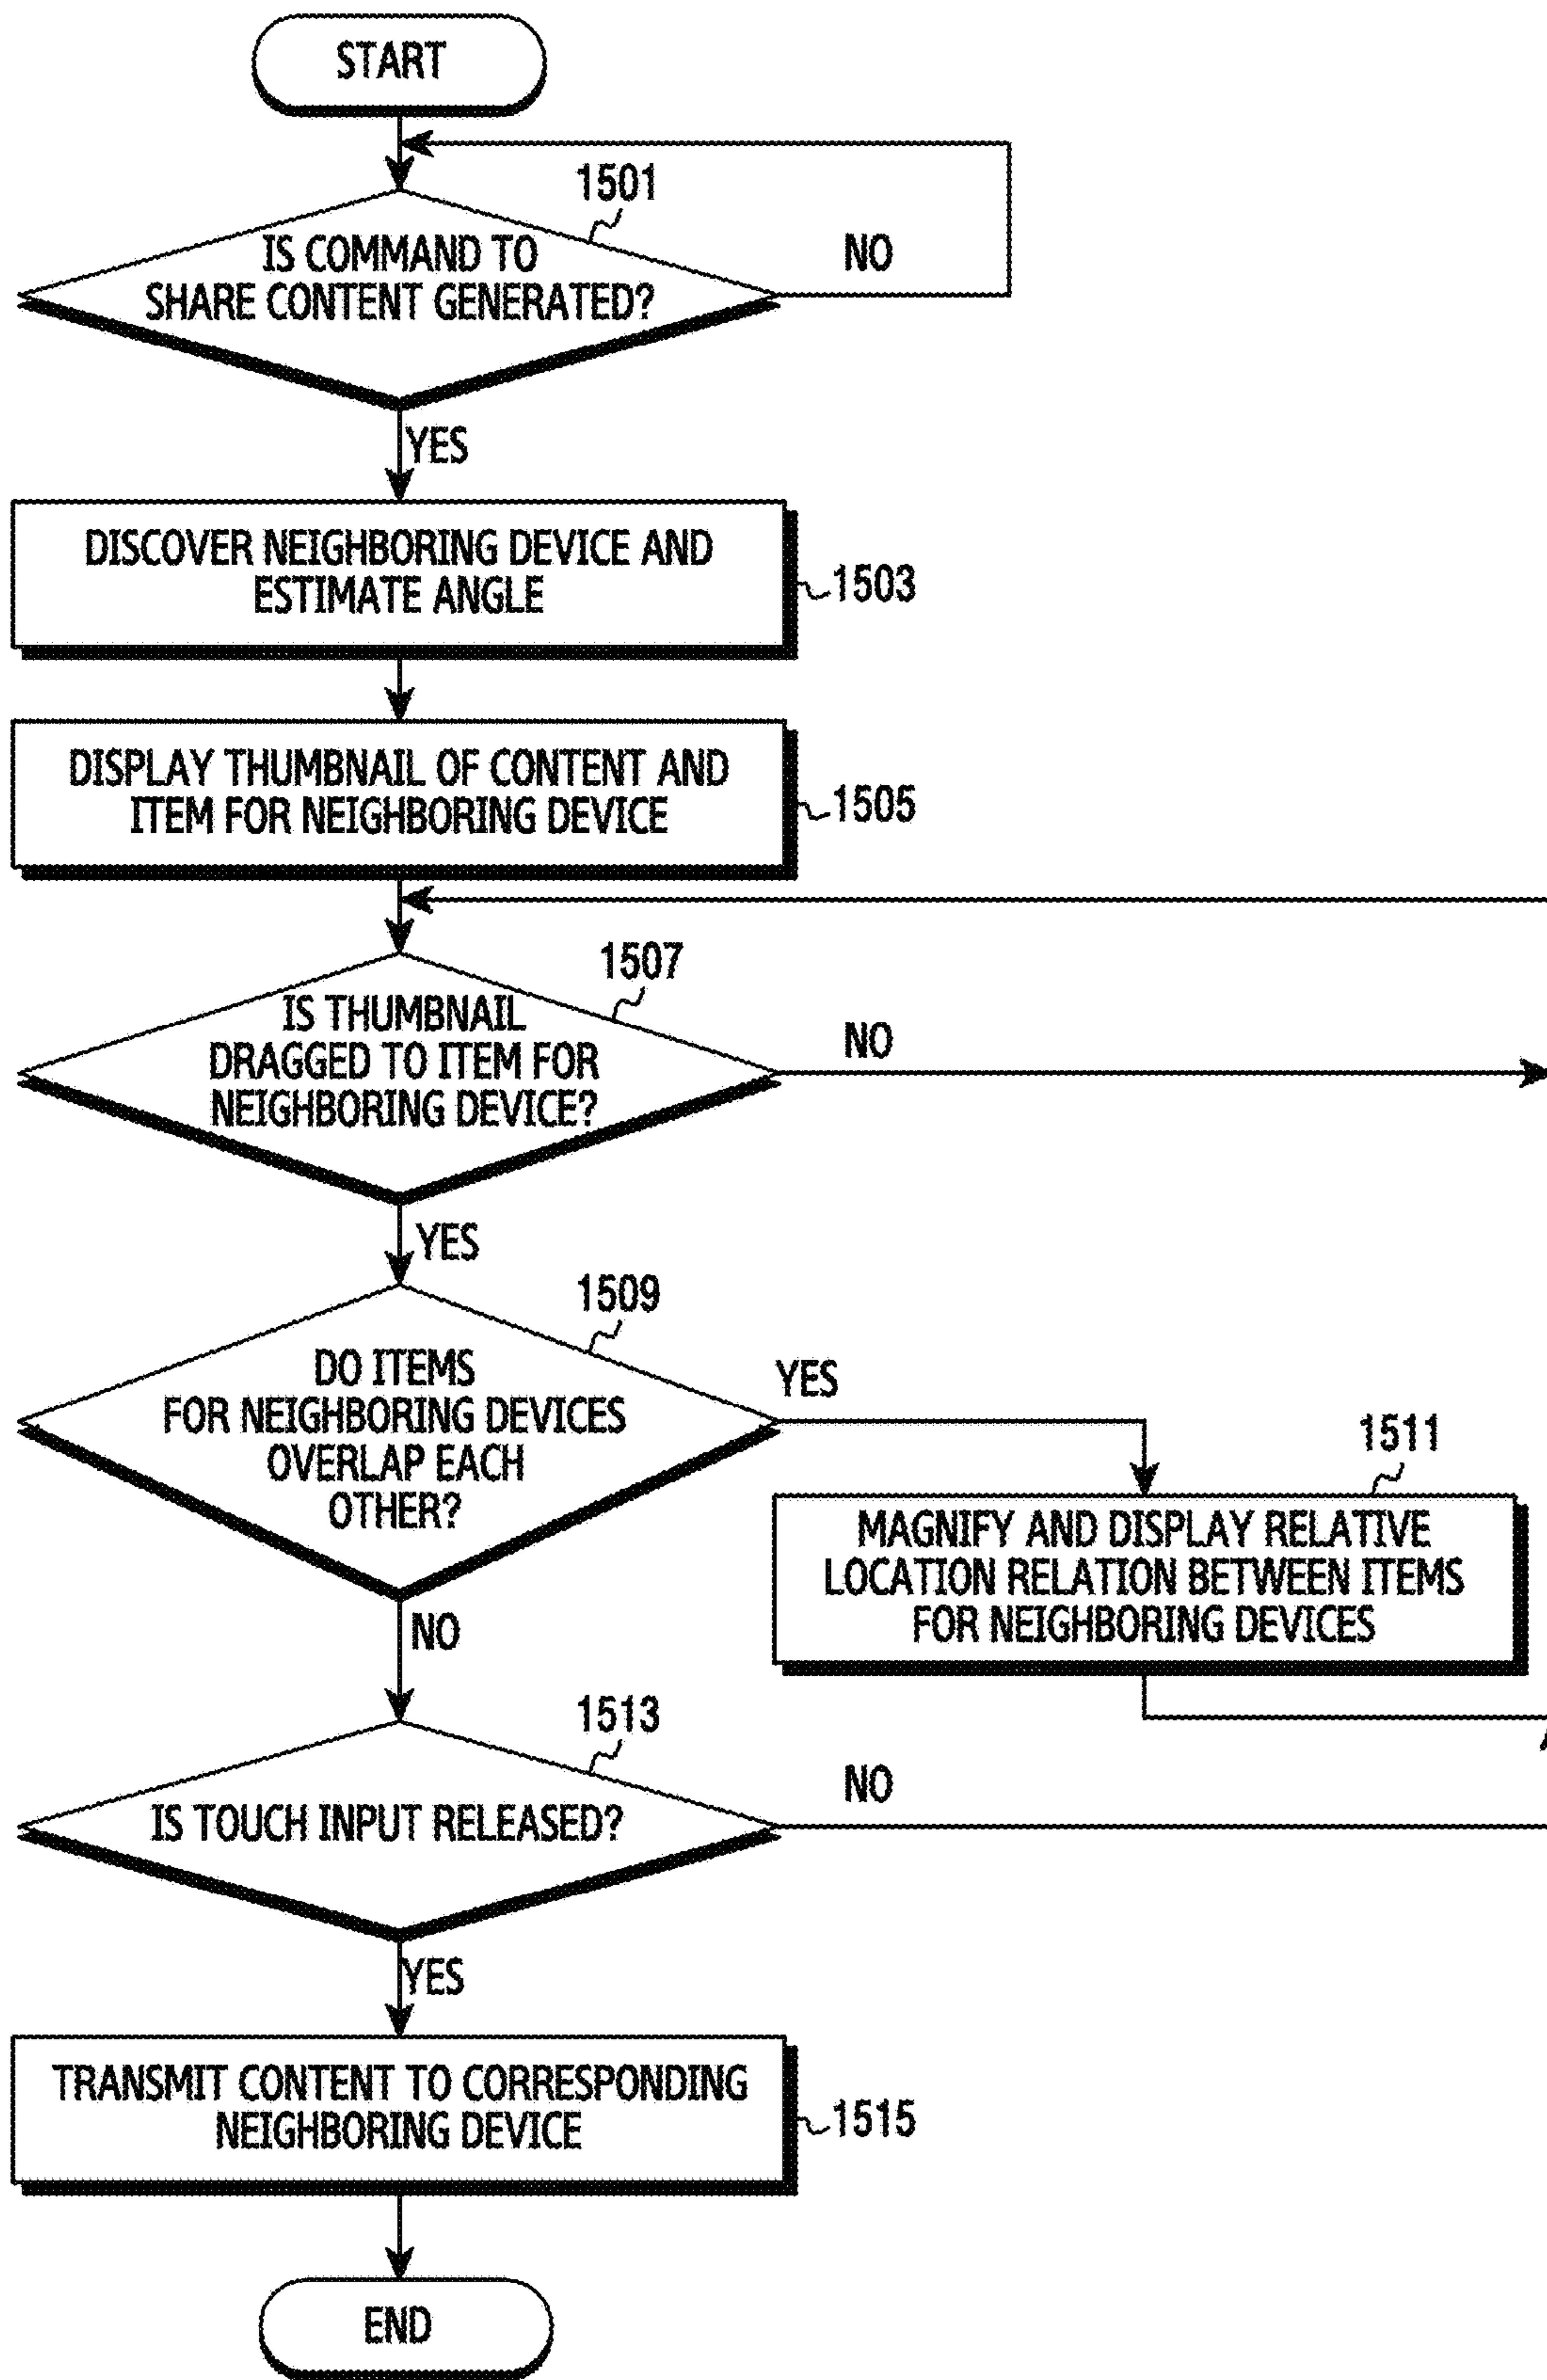 START
1501
IS COMMAND TO
SHARE CONTENT GENERATED?
NO
YES
DISCOVER NEIGHBORING DEVICE AND
ESTIMATE ANGLE
1503
DISPLAY THUMBNAIL OF CONTENT AND
ITEM FOR NEIGHBORING DEVICE
1505
1507
IS THUMBNAIL
DRAGGED TO ITEM FOR
NEIGHBORING DEVICE?
NO
YES
1509
DO ITEMS
FOR NEIGHBORING DEVICES
OVERLAP EACH
OTHER?
YES
1511
MAGNIFY AND DISPLAY RELATIVE
LOCATION RELATION BETWEEN ITEMS
FOR NEIGHBORING DEVICES
NO
1513
IS TOUCH INPUT RELEASED?
NO
YES
TRANSMIT CONTENT TO CORRESPONDING
NEIGHBORING DEVICE
1515
END